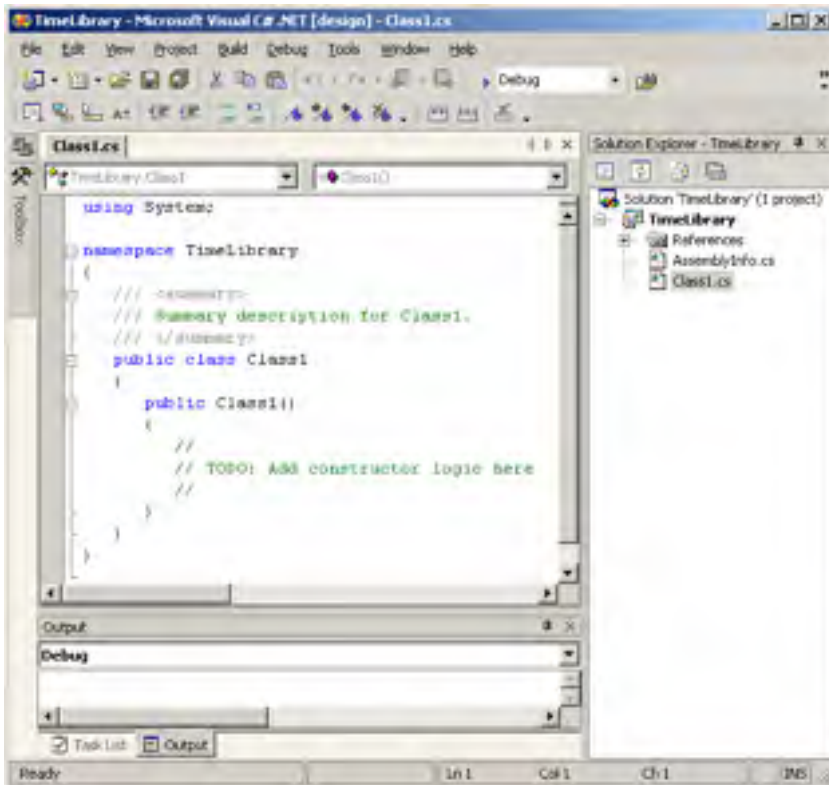 TimeLibrary - Microsoft Visual C# .NET [design] - Class1.cs
File Edit View Project Build Debug Tools Window Help
Debug
Class1.cs
TimeLibrary.Class1
Class1()
Toolbox
using System;
namespace TimeLibrary
{
/// <summary>
/// Summary description for Class1.
/// </summary>
public class Class1
{
public Class1()
{
//
// TODO: Add constructor logic here
//
}
}
}
Output
Debug
Task List Output
Ready Ln 1 Col 1 Ch 1 INS
Solution Explorer - TimeLibrary
Solution 'TimeLibrary' (1 project)
TimeLibrary
References
AssemblyInfo.cs
Class1.cs